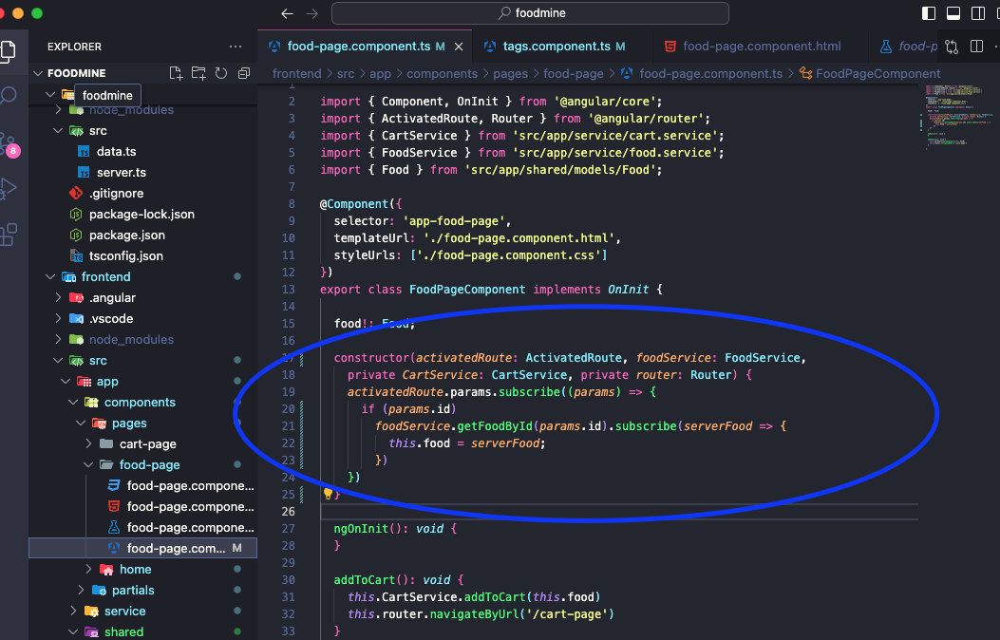 foodmine
EXPLORER
food-page.component.ts M
tags.component.ts M
food-page.component.html
food-p
FOODMINE
frontend > src > app > components > pages > food-page > food-page.component.ts > FoodPageComponent
foodmine
node_modules
src
data.ts
server.ts
.gitignore
package-lock.json
package.json
tsconfig.json
frontend
.angular
.vscode
node_modules
src
app
components
pages
cart-page
food-page
food-page.compone...
food-page.compone...
food-page.compone...
food-page.com... M
home
partials
service
shared
8
1
2 import { Component, OnInit } from '@angular/core';
3 import { ActivatedRoute, Router } from '@angular/router';
4 import { CartService } from 'src/app/service/cart.service';
5 import { FoodService } from 'src/app/service/food.service';
6 import { Food } from 'src/app/shared/models/Food';
7
8 @Component({
9 selector: 'app-food-page',
10 templateUrl: './food-page.component.html',
11 styleUrls: ['./food-page.component.css']
12 })
13 export class FoodPageComponent implements OnInit {
14
15 food!: Food;
16
17 constructor(activatedRoute: ActivatedRoute, foodService: FoodService,
18 private CartService: CartService, private router: Router) {
19 activatedRoute.params.subscribe((params) => {
20 if (params.id)
21 foodService.getFoodById(params.id).subscribe(serverFood => {
22 this.food = serverFood;
23 })
24 })
25 }
26
27 ngOnInit(): void {
28 }
29
30 addToCart(): void {
31 this.CartService.addToCart(this.food)
32 this.router.navigateByUrl('/cart-page')
33 }